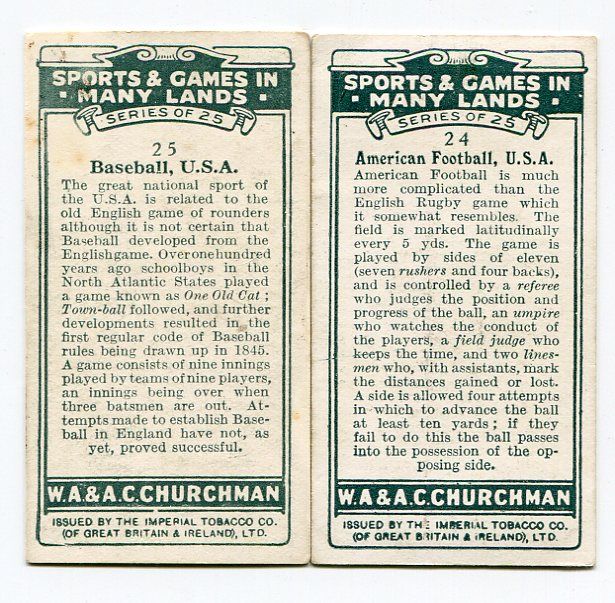 SPORTS & GAMES IN
MANY LANDS
SERIES OF 25
25
Baseball, U.S.A.
The great national sport of
the U.S.A. is related to the
old English game of rounders
although it is not certain that
Baseball developed from the
Englishgame. Over one hundred
years ago schoolboys in the
North Atlantic States played
a game known as One Old Cat;
Town-ball followed, and further
developments resulted in the
first regular code of Baseball
rules being drawn up in 1845.
A game consists of nine innings
played by teams of nine players,
an innings being over when
three batsmen are out. At-
tempts made to establish Base-
ball in England have not, as
yet, proved successful.
W.A & A.C. CHURCHMAN
ISSUED BY THE IMPERIAL TOBACCO CO.
(OF GREAT BRITAIN & IRELAND), LTD.
SPORTS & GAMES IN
MANY LANDS
SERIES OF 25
24
American Football, U.S.A.
American Football is much
more complicated than the
English Rugby game which
it somewhat resembles. The
field is marked latitudinally
every 5 yds. The game is
played by sides of eleven
(seven rushers and four backs),
and is controlled by a referee
who judges the position and
progress of the ball, an umpire
who watches the conduct of
the players, a field judge who
keeps the time, and two lines-
men who, with assistants, mark
the distances gained or lost.
A side is allowed four attempts
in which to advance the ball
at least ten yards; if they
fail to do this the ball passes
into the possession of the op-
posing side.
W.A & A.C. CHURCHMAN
ISSUED BY THE IMPERIAL TOBACCO CO.
(OF GREAT BRITAIN & IRELAND), LTD.